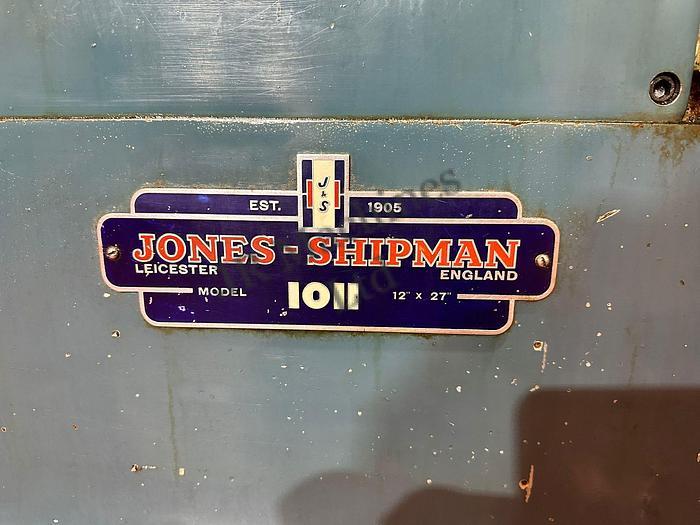 J & S
EST. 1905
JONES - SHIPMAN
LEICESTER ENGLAND
MODEL 1011 12" X 27"